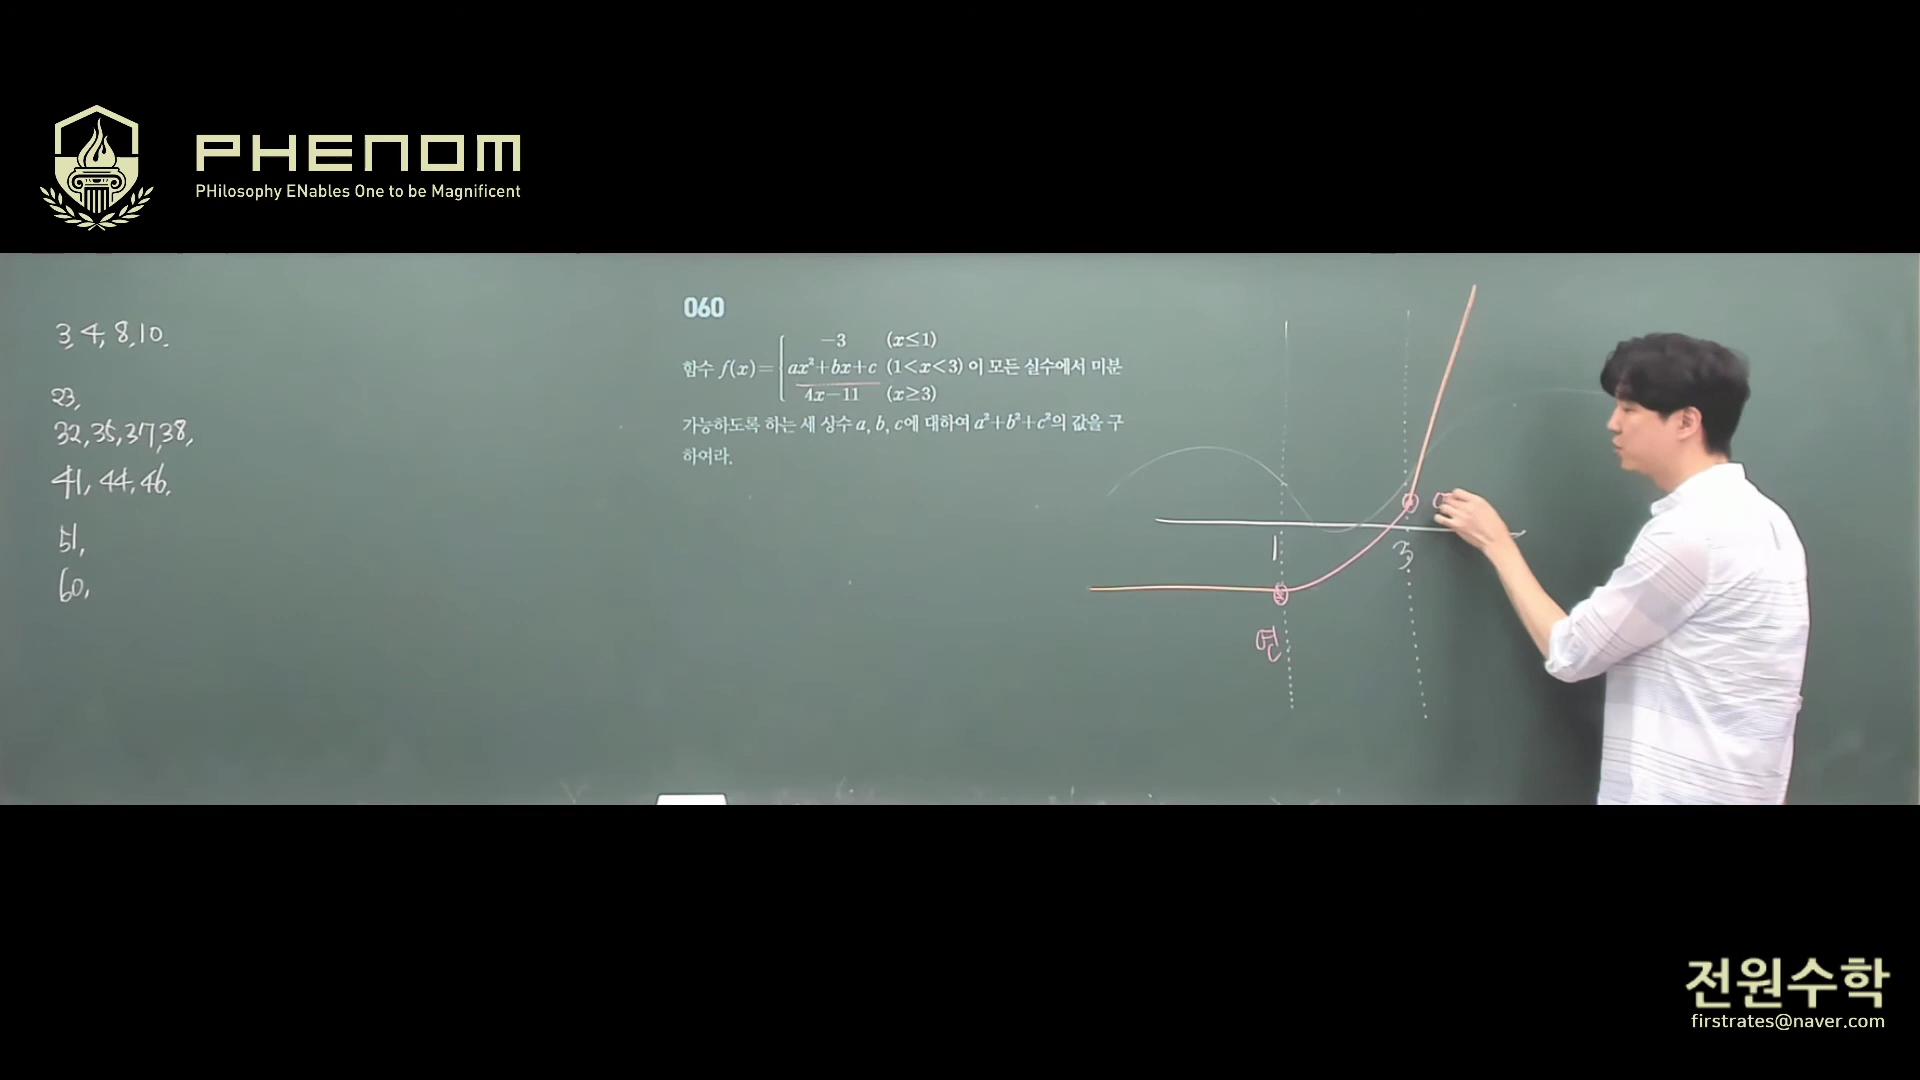 PHENOM
PHilosophy ENables One to be Magnificent
3, 4, 8, 10.
23,
32, 35, 37, 38,
41, 44, 46,
51,
60,
060
함수 f(x)= { -3 (x≤1)
ax²+bx+c (1<x<3) 이 모든 실수에서 미분
4x-11 (x≥3)
가능하도록 하는 세 상수 a, b, c에 대하여 a²+b²+c²의 값을 구
하여라.
1
3
연
전원수학
firstrates@naver.com